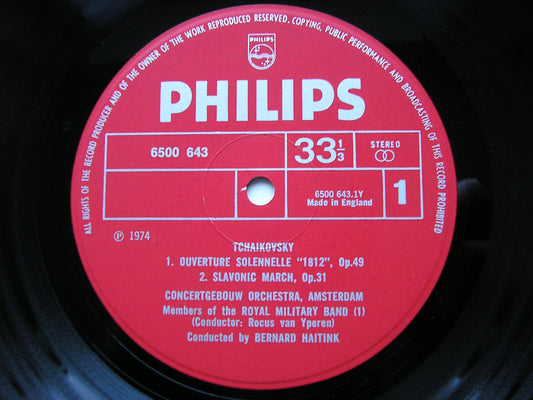 ALL RIGHTS OF THE RECORD PRODUCER AND OF THE OWNER OF THE WORK REPRODUCED RESERVED. COPYING, PUBLIC PERFORMANCE AND BROADCASTING OF THIS RECORD PROHIBITED
PHILIPS
PHILIPS
6500 643
33 1/3
STEREO
6500 643.1Y
Made in England
1
℗ 1974
TCHAIKOVSKY
1. OUVERTURE SOLENNELLE "1812", Op.49
2. SLAVONIC MARCH, Op.31
CONCERTGEBOUW ORCHESTRA, AMSTERDAM
Members of the ROYAL MILITARY BAND (1)
(Conductor: Rocus van Yperen)
Conducted by BERNARD HAITINK